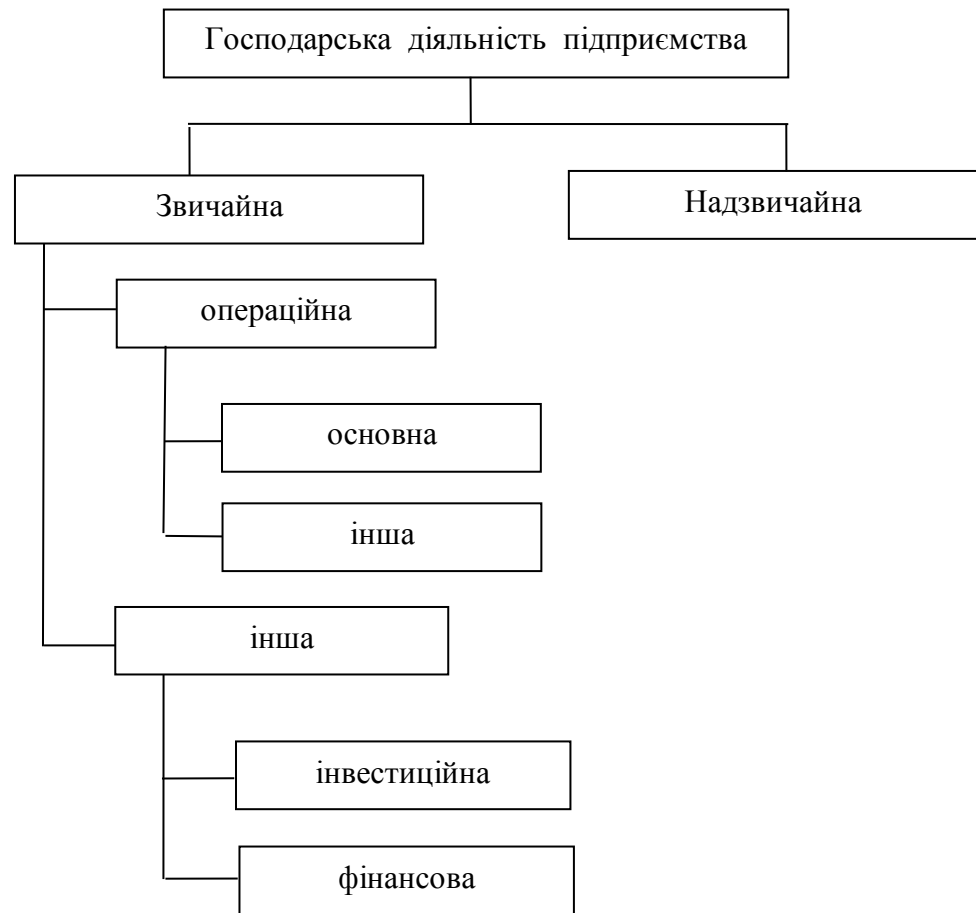 Господарська діяльність підприємства
Звичайна
Надзвичайна
операційна
основна
інша
інша
інвестиційна
фінансова